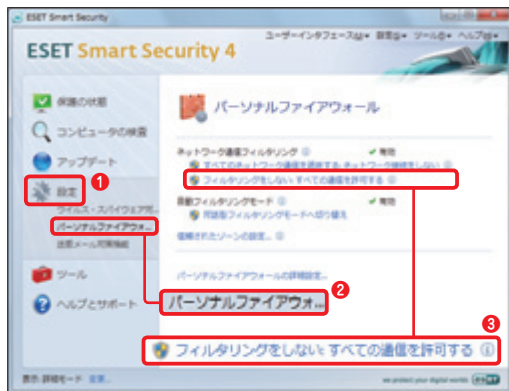 ESET Smart Security
ユーザーインタフェース(U)▾ 設定(S)▾ ツール(O)▾ ヘルプ(H)▾
ESET Smart Security 4
保護の状態
コンピュータの検査
アップデート
設定
❶
ウイルス・スパイウェア対...
パーソナルファイアウォ...
迷惑メール対策機能
ツール
ヘルプとサポート
パーソナルファイアウォール
ネットワーク通信フィルタリング
有効
すべてのネットワーク通信を遮断する: ネットワーク接続をしない
フィルタリングをしない: すべての通信を許可する
自動フィルタリングモード
有効
対話型フィルタリングモードへ切り替え
信頼されたゾーンの設定...
パーソナルファイアウォールの詳細設定...
❷
パーソナルファイアウォ...
❸
フィルタリングをしない: すべての通信を許可する
表示: 詳細モード 変更...
we protect your digital worlds
eset